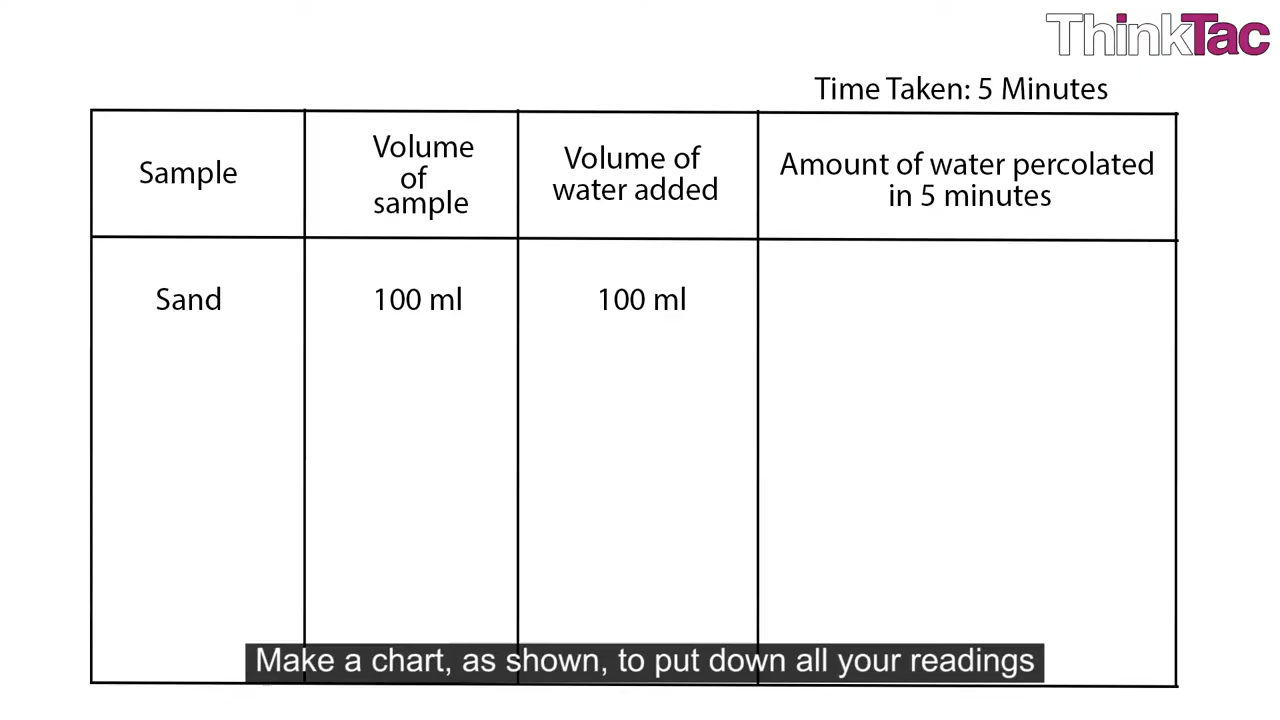 ThinkTac
Time Taken: 5 Minutes
Sample
Volume
of
sample
Volume of
water added
Amount of water percolated
in 5 minutes
Sand
100 ml
100 ml
Make a chart, as shown, to put down all your readings